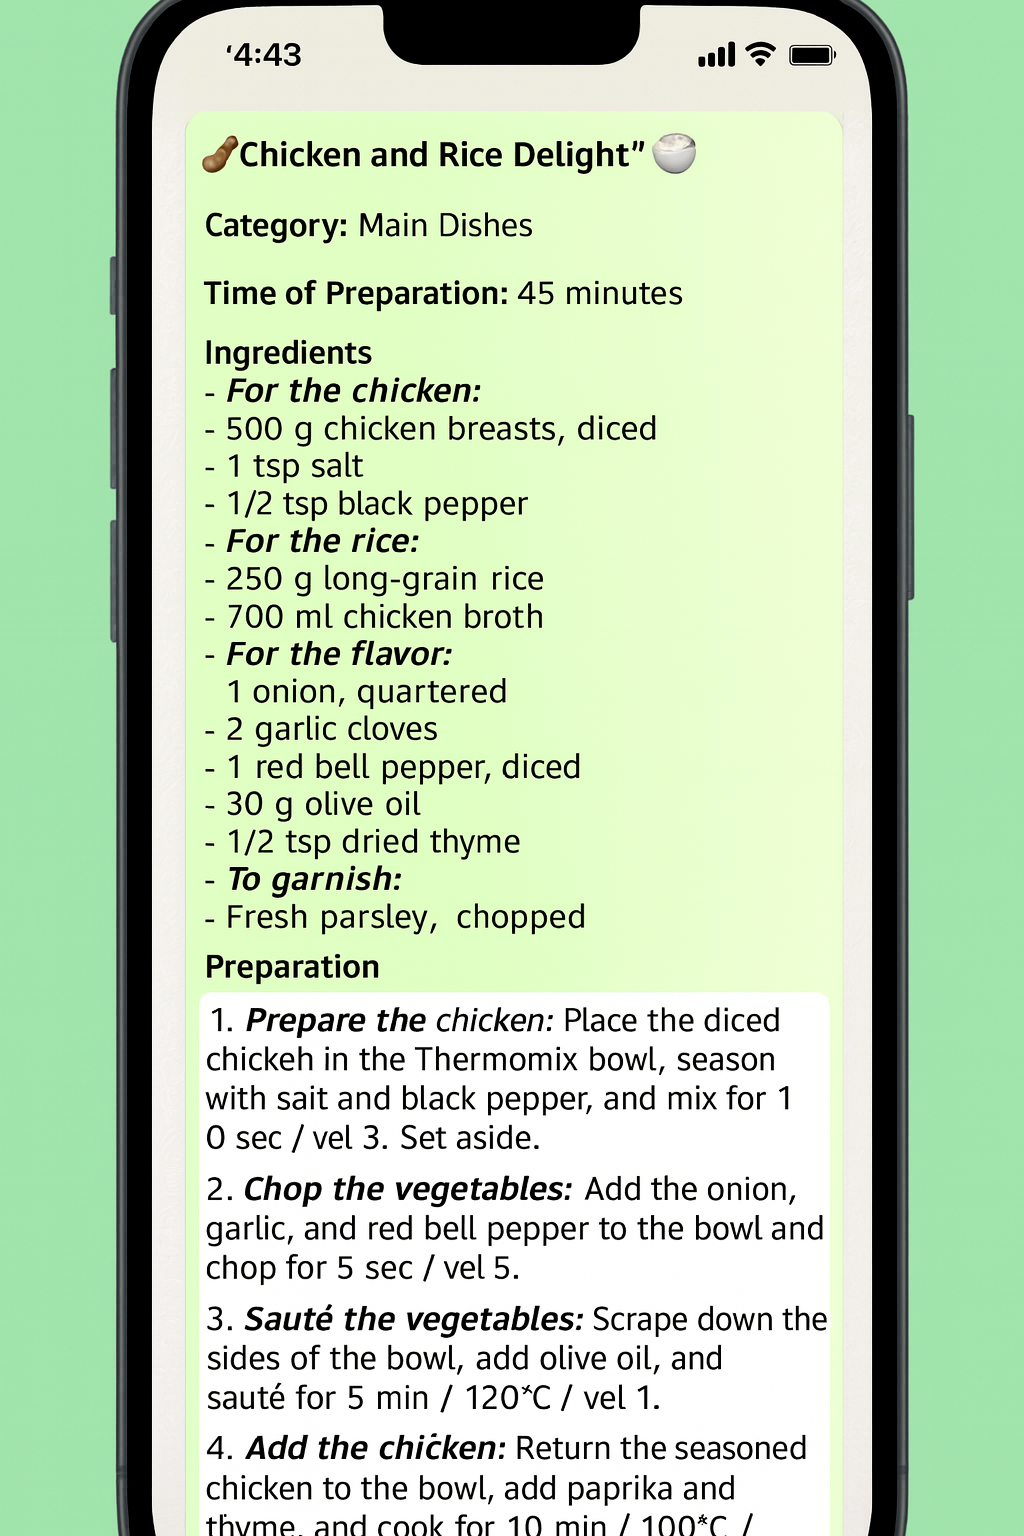 ‘4:43
Chicken and Rice Delight”
Category: Main Dishes
Time of Preparation: 45 minutes
Ingredients
- For the chicken:
- 500 g chicken breasts, diced
- 1 tsp salt
- 1/2 tsp black pepper
- For the rice:
- 250 g long-grain rice
- 700 ml chicken broth
- For the flavor:
1 onion, quartered
- 2 garlic cloves
- 1 red bell pepper, diced
- 30 g olive oil
- 1/2 tsp dried thyme
- To garnish:
- Fresh parsley, chopped
Preparation
1. Prepare the chicken: Place the diced
chickeh in the Thermomix bowl, season
with sait and black pepper, and mix for 1
0 sec / vel 3. Set aside.
2. Chop the vegetables: Add the onion,
garlic, and red bell pepper to the bowl and
chop for 5 sec / vel 5.
3. Sauté the vegetables: Scrape down the
sides of the bowl, add olive oil, and
sauté for 5 min / 120*C / vel 1.
4. Add the chicken: Return the seasoned
chicken to the bowl, add paprika and
thyme, and cook for 10 min / 100*C /